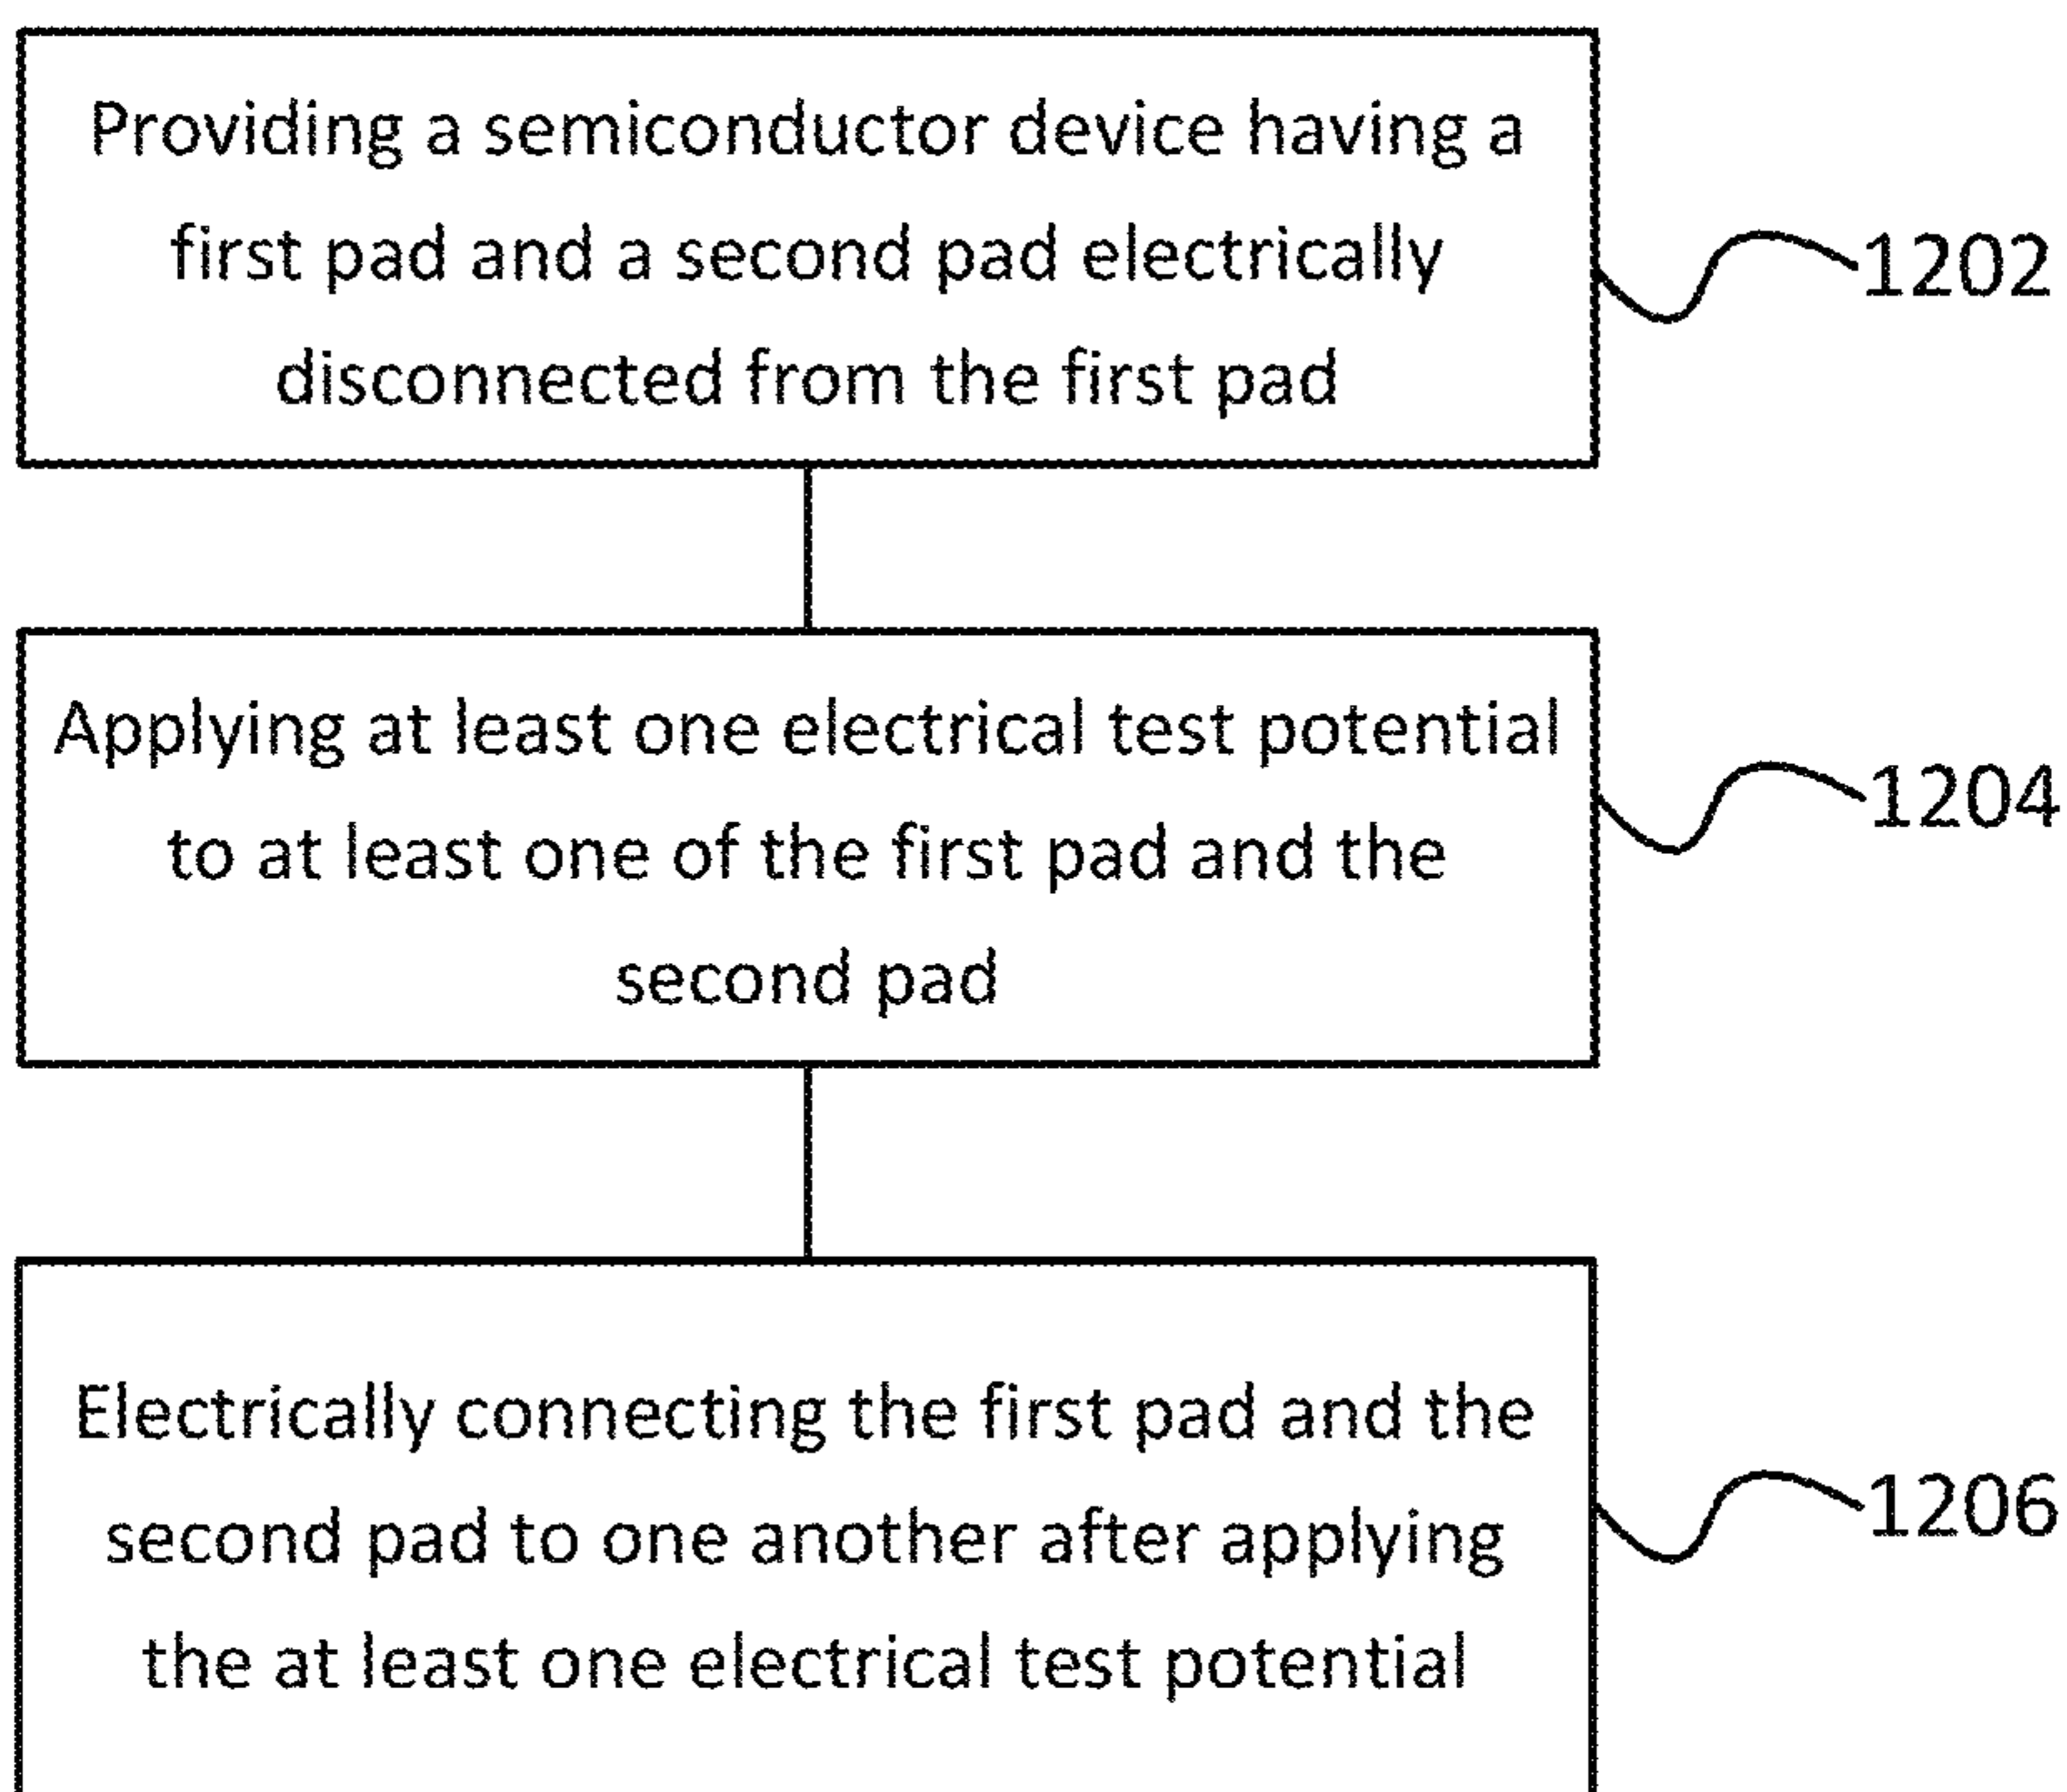 Providing a semiconductor device having a
first pad and a second pad electrically
disconnected from the first pad
1202
Applying at least one electrical test potential
to at least one of the first pad and the
second pad
1204
Electrically connecting the first pad and the
second pad to one another after applying
the at least one electrical test potential
1206